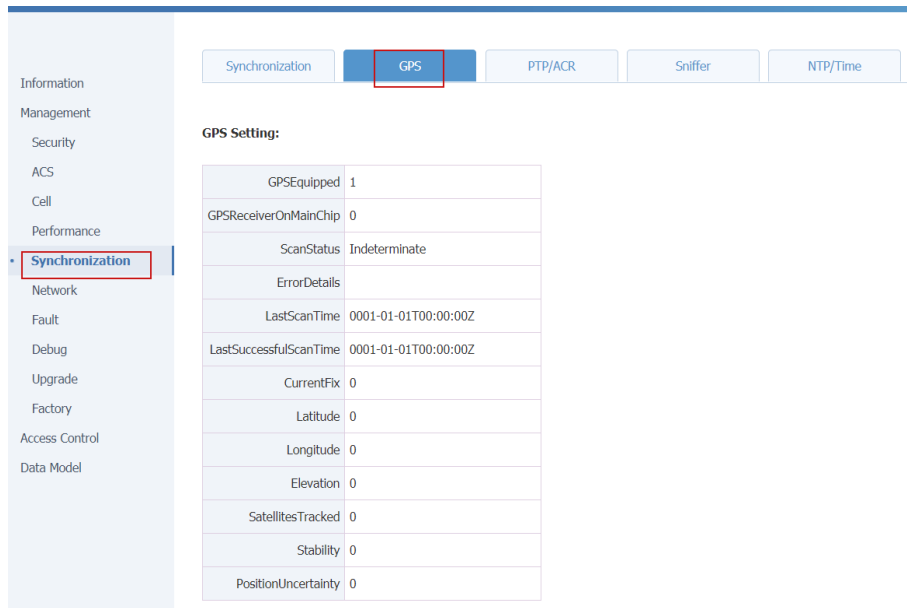 Synchronization GPS PTP/ACR Sniffer NTP/Time
Information
Management
Security
ACS
Cell
Performance
Synchronization
Network
Fault
Debug
Upgrade
Factory
Access Control
Data Model
GPS Setting:
GPSEquipped 1
GPSReceiverOnMainChip 0
ScanStatus Indeterminate
ErrorDetails
LastScanTime 0001-01-01T00:00:00Z
LastSuccessfulScanTime 0001-01-01T00:00:00Z
CurrentFix 0
Latitude 0
Longitude 0
Elevation 0
SatellitesTracked 0
Stability 0
PositionUncertainty 0